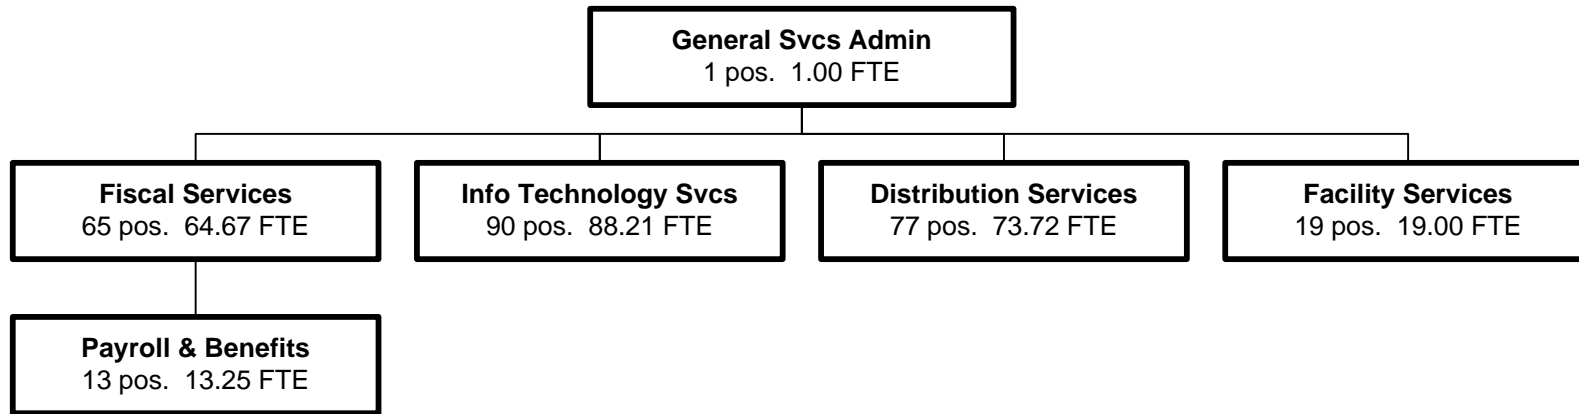 General Svcs Admin
1 pos.  1.00 FTE
Fiscal Services
65 pos.  64.67 FTE
Info Technology Svcs
90 pos.  88.21 FTE
Distribution Services
77 pos.  73.72 FTE
Facility Services
19 pos.  19.00 FTE
Payroll & Benefits
13 pos.  13.25 FTE